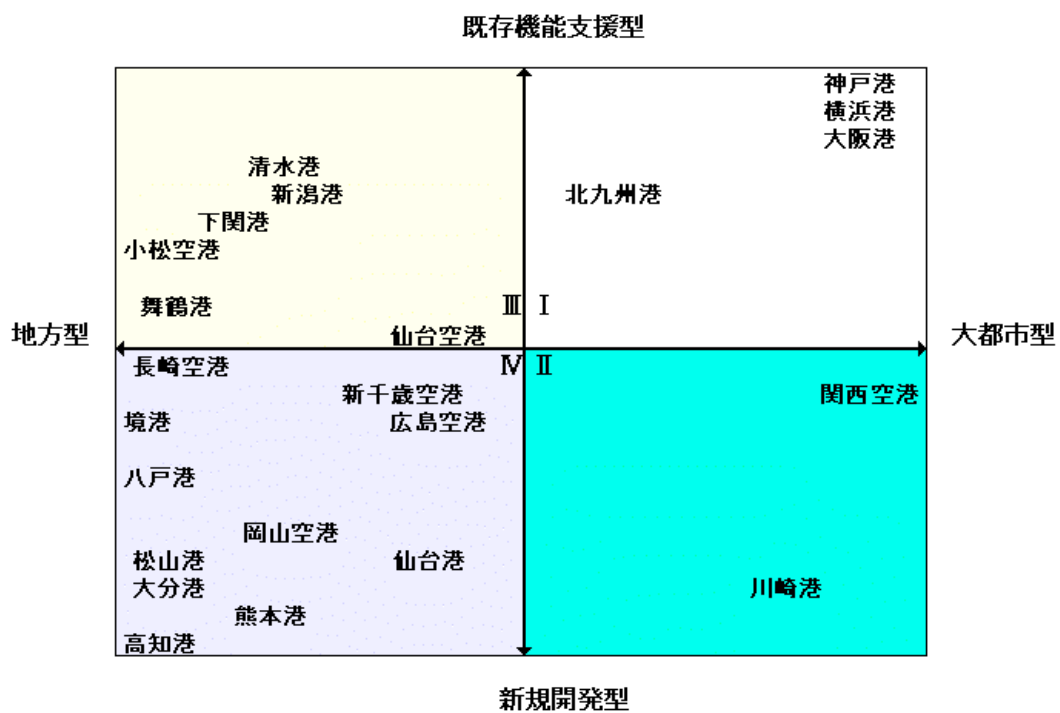 既存機能支援型
神戸港
横浜港
大阪港
清水港
新潟港
北九州港
下関港
小松空港
舞鶴港
Ⅲ Ⅰ
地方型
仙台空港
大都市型
長崎空港
Ⅳ Ⅱ
新千歳空港
関西空港
境港
広島空港
八戸港
岡山空港
松山港
仙台港
大分港
川崎港
熊本港
高知港
新規開発型